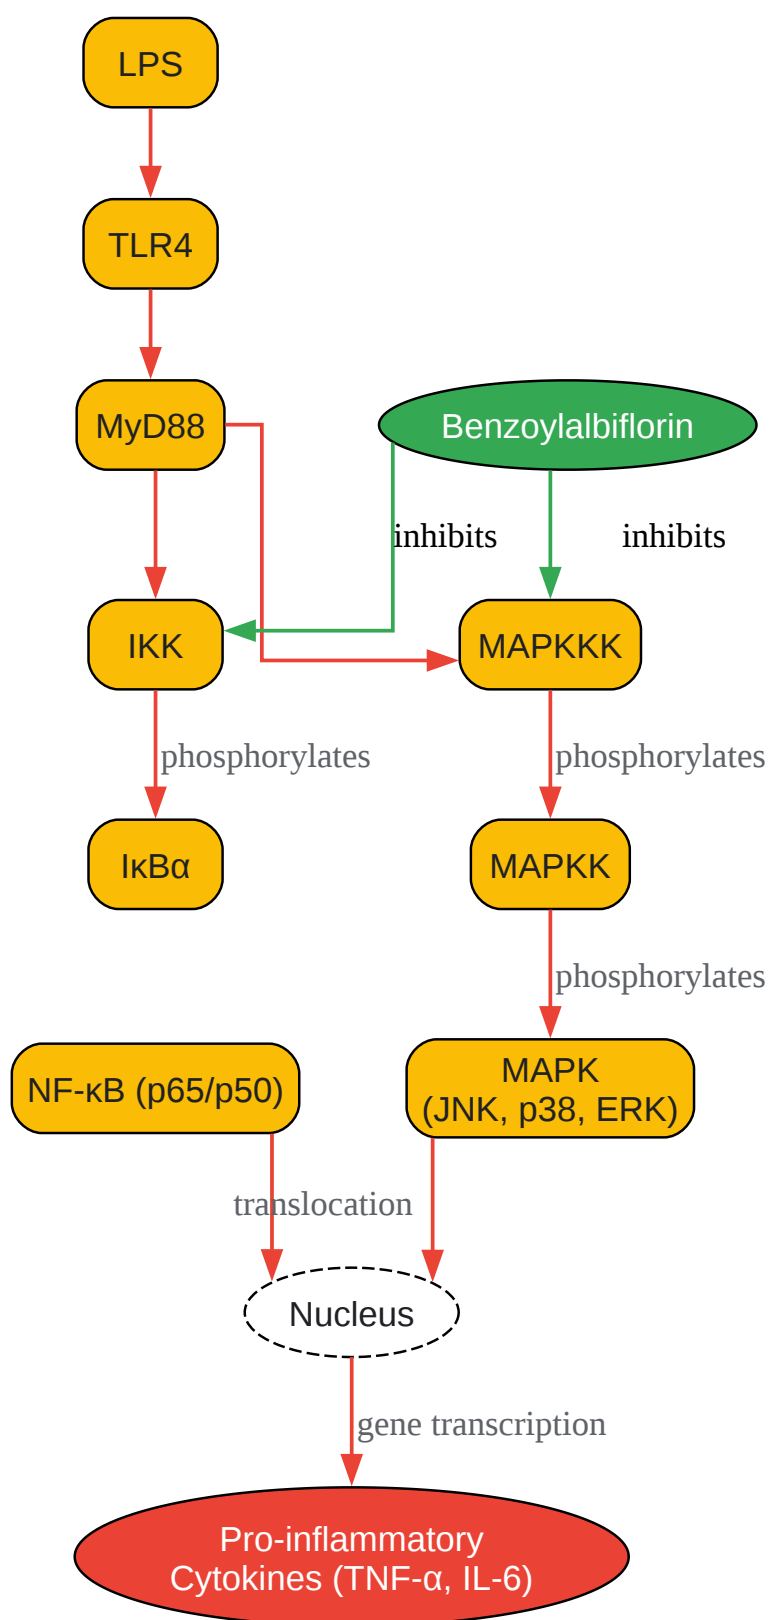 LPS
TLR4
MyD88
Benzoylalbiflorin
inhibits
inhibits
IKK
MAPKKK
phosphorylates
phosphorylates
IκBα
MAPKK
phosphorylates
NF-κB (p65/p50)
MAPK
(JNK, p38, ERK)
translocation
Nucleus
gene transcription
Pro-inflammatory
Cytokines (TNF-α, IL-6)